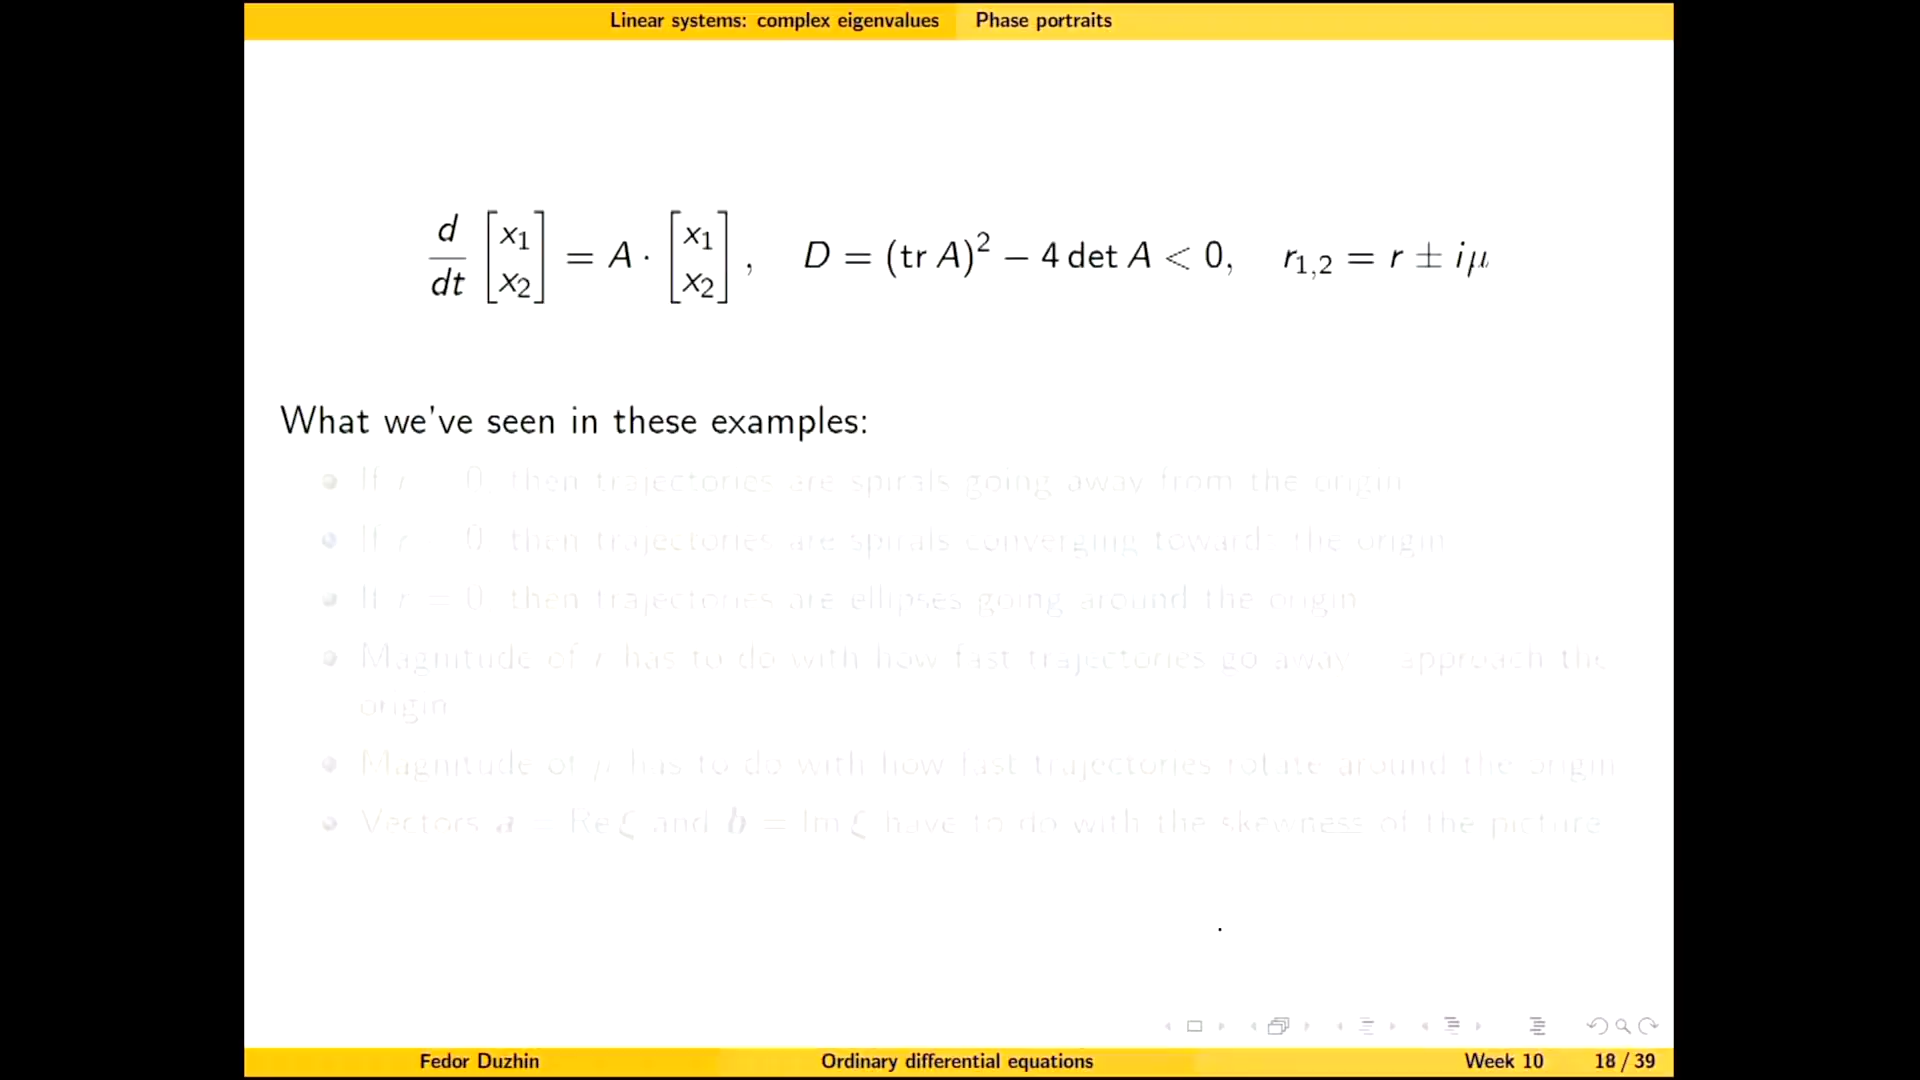 Linear systems: complex eigenvalues Phase portraits
d/dt [x1 x2] = A · [x1 x2], D = (tr A)² − 4 det A < 0, r1,2 = r ± iμ
What we've seen in these examples:
If r 0 then trajectories are spirals going away from the origin
If r 0 then trajectories are spirals converging towards the origin
If r = 0 then trajectories are ellipses going around the origin
Magnitude of r has to do with how fast trajectories go away approach the
origin
Magnitude of μ has to do with how fast trajectories rotate around the origin
Vectors a = Re ξ and b = Im ξ have to do with the skewness of the picture
Fedor Duzhin Ordinary differential equations Week 10 18 / 39